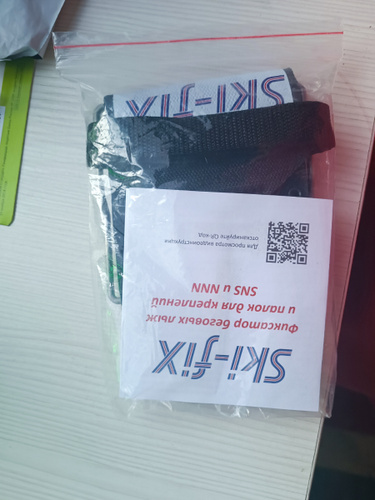 Ski-fix
Ski-fix
Фиксатор беговых лыж
и палок для креплений
SNS и NNN
Для просмотра видеоинструкции
отсканируйте QR-код.